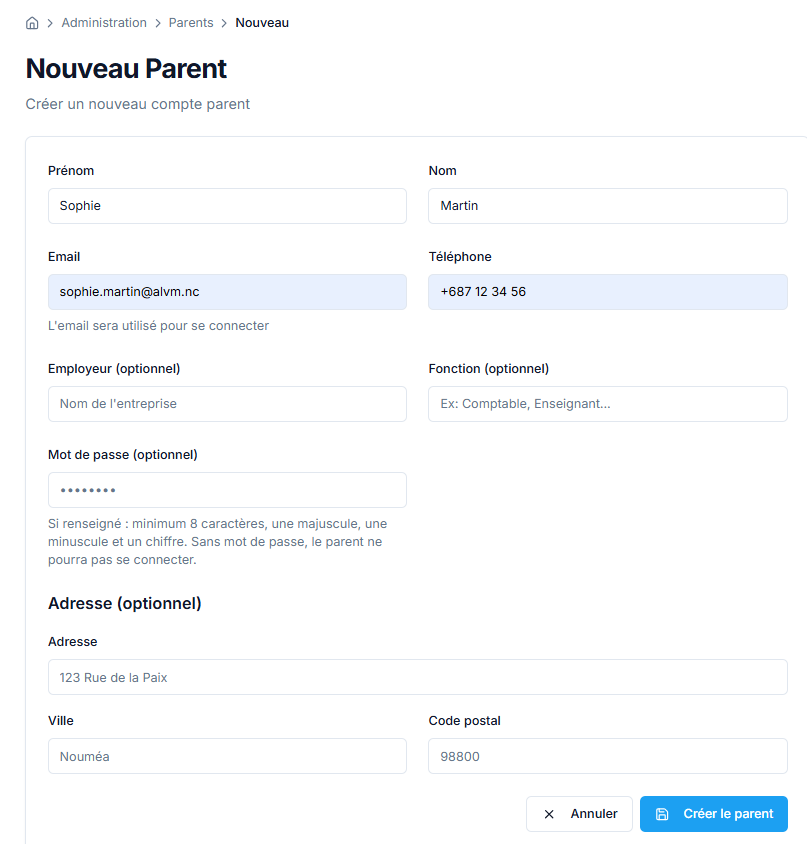 Administration > Parents > Nouveau
Nouveau Parent
Créer un nouveau compte parent
Prénom
Nom
Sophie
Martin
Email
Téléphone
sophie.martin@alvm.nc
+687 12 34 56
L'email sera utilisé pour se connecter
Employeur (optionnel)
Fonction (optionnel)
Nom de l'entreprise
Ex: Comptable, Enseignant...
Mot de passe (optionnel)
••••••••
Si renseigné : minimum 8 caractères, une majuscule, une
minuscule et un chiffre. Sans mot de passe, le parent ne
pourra pas se connecter.
Adresse (optionnel)
Adresse
123 Rue de la Paix
Ville
Code postal
Nouméa
98800
Annuler
Créer le parent